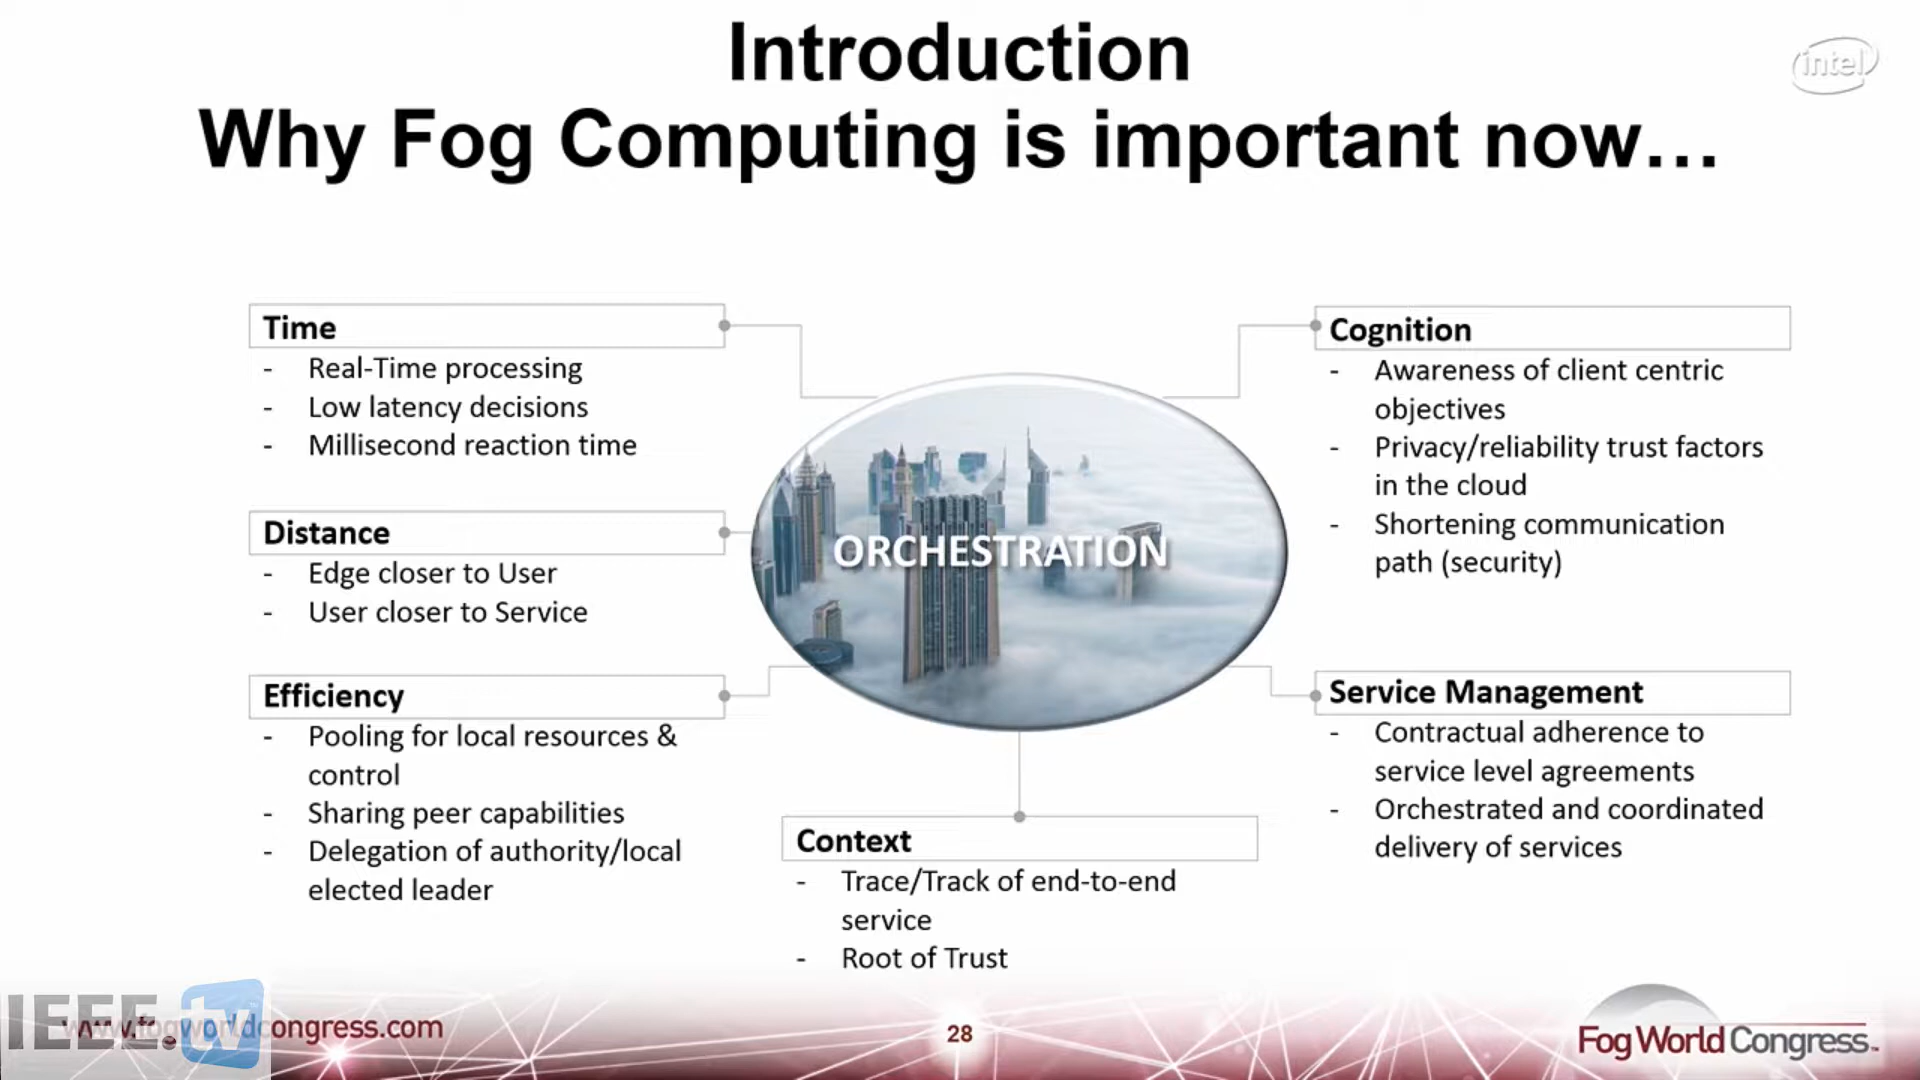 Introduction
Why Fog Computing is important now…
intel
Time
- Real-Time processing
- Low latency decisions
- Millisecond reaction time
Distance
- Edge closer to User
- User closer to Service
Efficiency
- Pooling for local resources &
control
- Sharing peer capabilities
- Delegation of authority/local
elected leader
ORCHESTRATION
Context
- Trace/Track of end-to-end
service
- Root of Trust
Cognition
- Awareness of client centric
objectives
- Privacy/reliability trust factors
in the cloud
- Shortening communication
path (security)
Service Management
- Contractual adherence to
service level agreements
- Orchestrated and coordinated
delivery of services
IEEE.tv
www.fogworldcongress.com
28
Fog World Congress